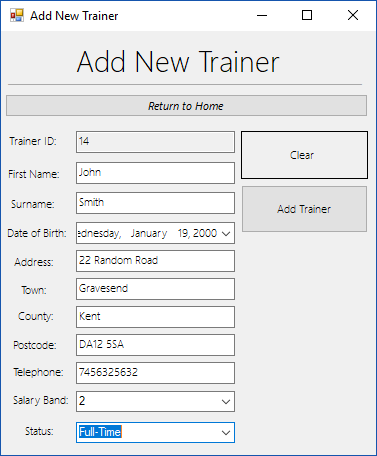 Add New Trainer
Add New Trainer
Return to Home
Trainer ID: 14
Clear
First Name: John
Surname: Smith
Add Trainer
Date of Birth: ednesday, January 19, 2000
Address: 22 Random Road
Town: Gravesend
County: Kent
Postcode: DA12 5SA
Telephone: 7456325632
Salary Band: 2
Status: Full-Time